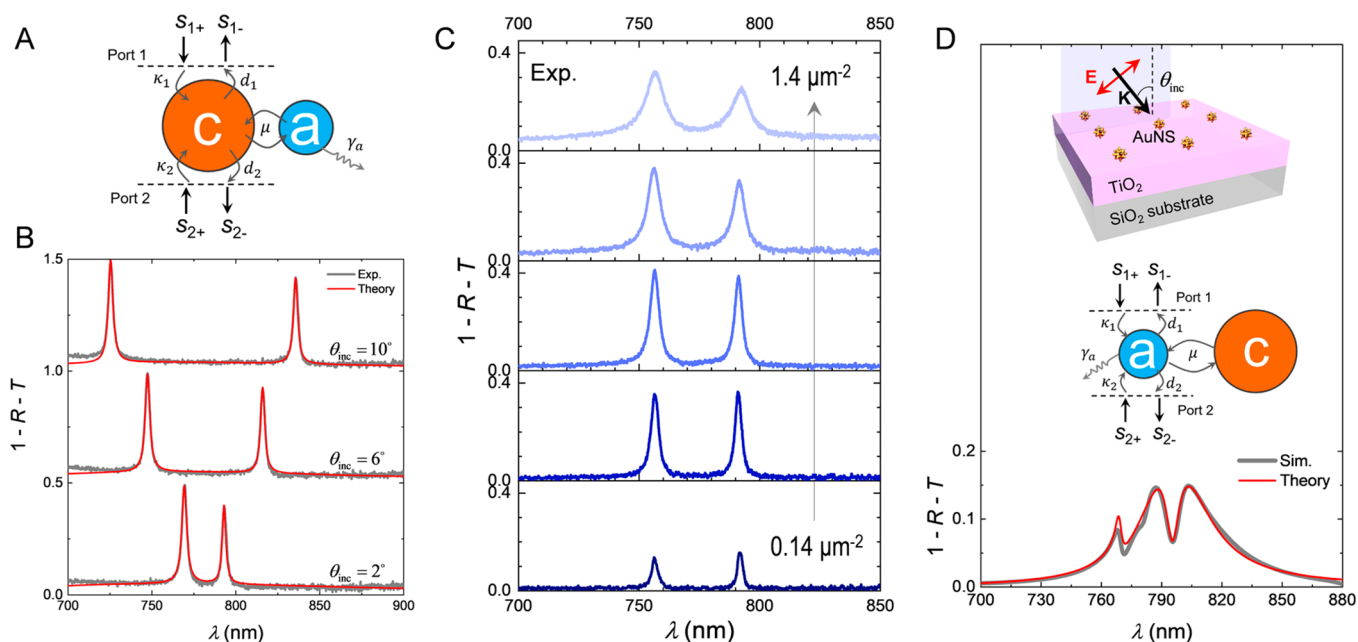 A
S1+ S1-
Port 1
κ1 d1
c μ a
γa
κ2 d2
Port 2
S2+ S2-
B
1.5
Exp.
Theory
θinc = 10°
1.0
1 - R - T
θinc = 6°
0.5
θinc = 2°
0.0
700 750 800 850 900
λ (nm)
C
700 750 800 850
0.4
Exp.
1.4 μm-2
0.0
0.4
0.0
1 - R - T
0.4
0.0
0.4
0.0
0.4
0.14 μm-2
0.0
700 750 800 850
λ (nm)
D
E
K
θinc
AuNS
TiO2
SiO2 substrate
S1+ S1-
Port 1
κ1 d1
γa a μ c
κ2 d2
Port 2
S2+ S2-
0.2
Sim.
Theory
1 - R - T
0.1
0.0
700 730 760 790 820 850 880
λ (nm)